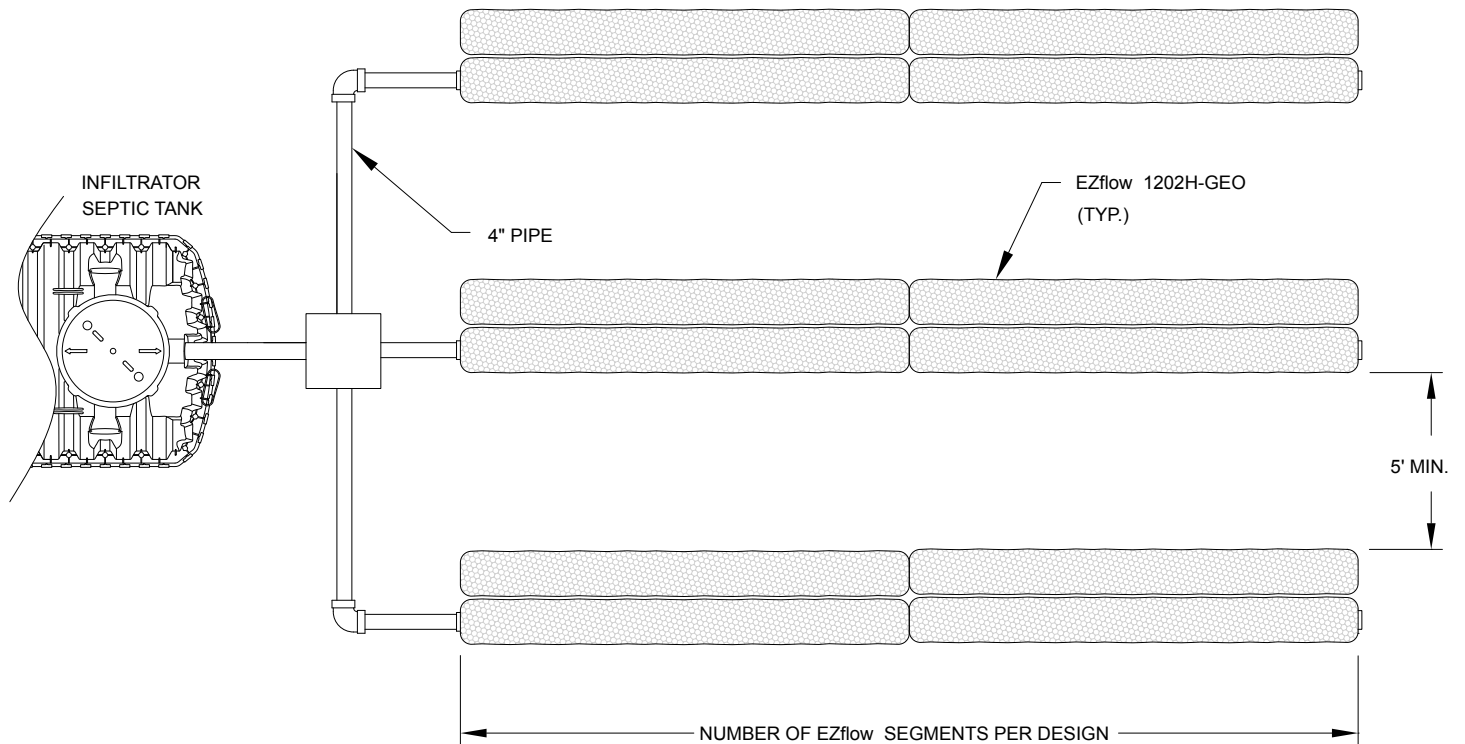 INFILTRATOR
SEPTIC TANK
4" PIPE
EZflow 1202H-GEO
(TYP.)
5' MIN.
NUMBER OF EZflow SEGMENTS PER DESIGN